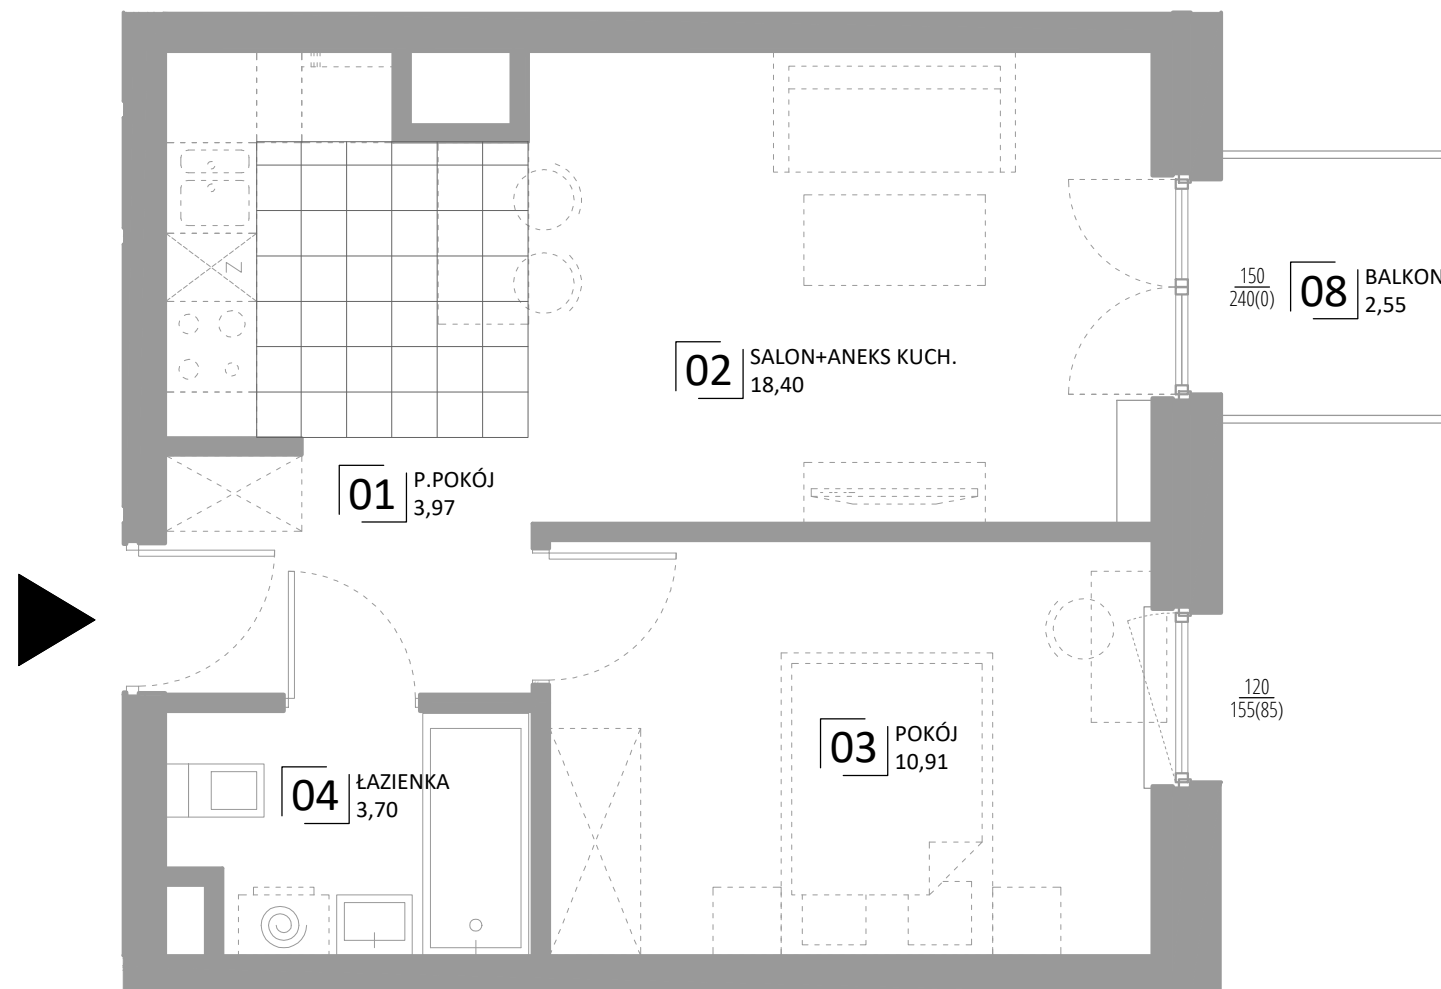 Z
150
240(0)
08
BALKON
2,55
02
SALON+ANEKS KUCH.
18,40
01
P.POKÓJ
3,97
120
155(85)
03
POKÓJ
10,91
04
ŁAZIENKA
3,70